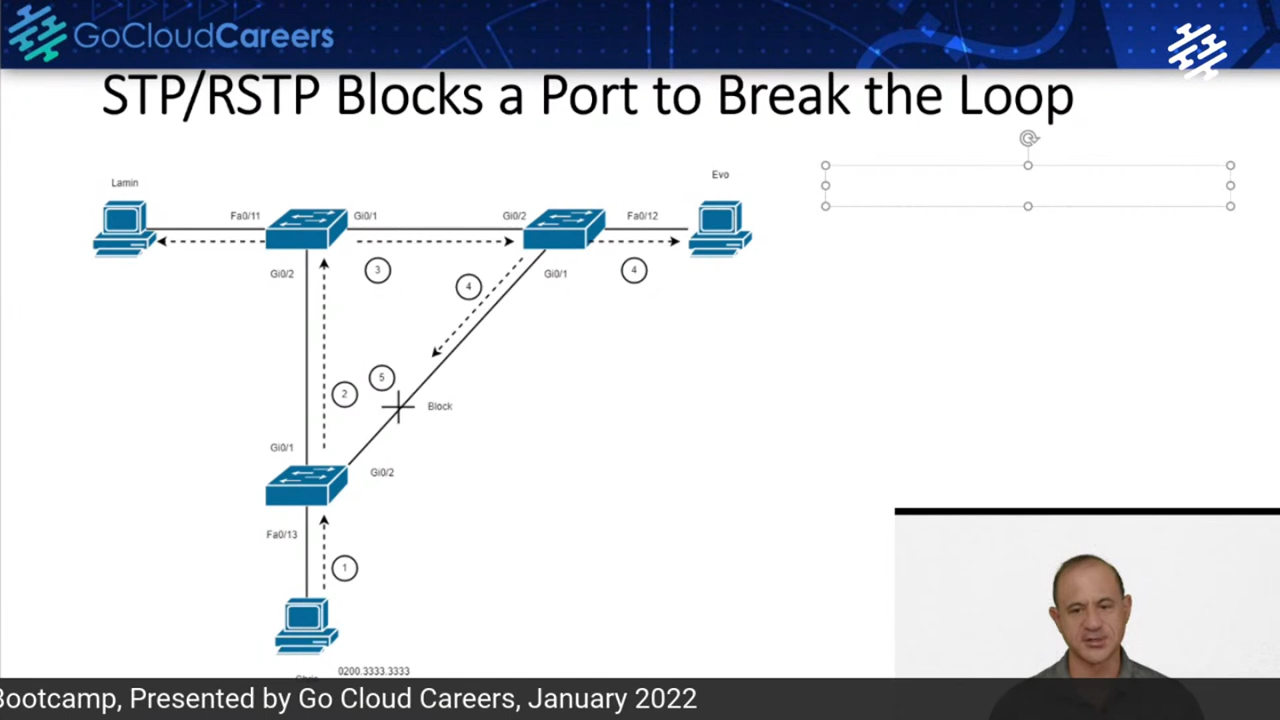 GoCloudCareers
STP/RSTP Blocks a Port to Break the Loop
Lamin
Evo
Fa0/11
Gi0/1
Gi0/2
Fa0/12
Gi0/2
3
4
4
Gi0/1
5
2
Block
Gi0/1
Gi0/2
Fa0/13
1
0200.3333.3333
Bootcamp, Presented by Go Cloud Careers, January 2022